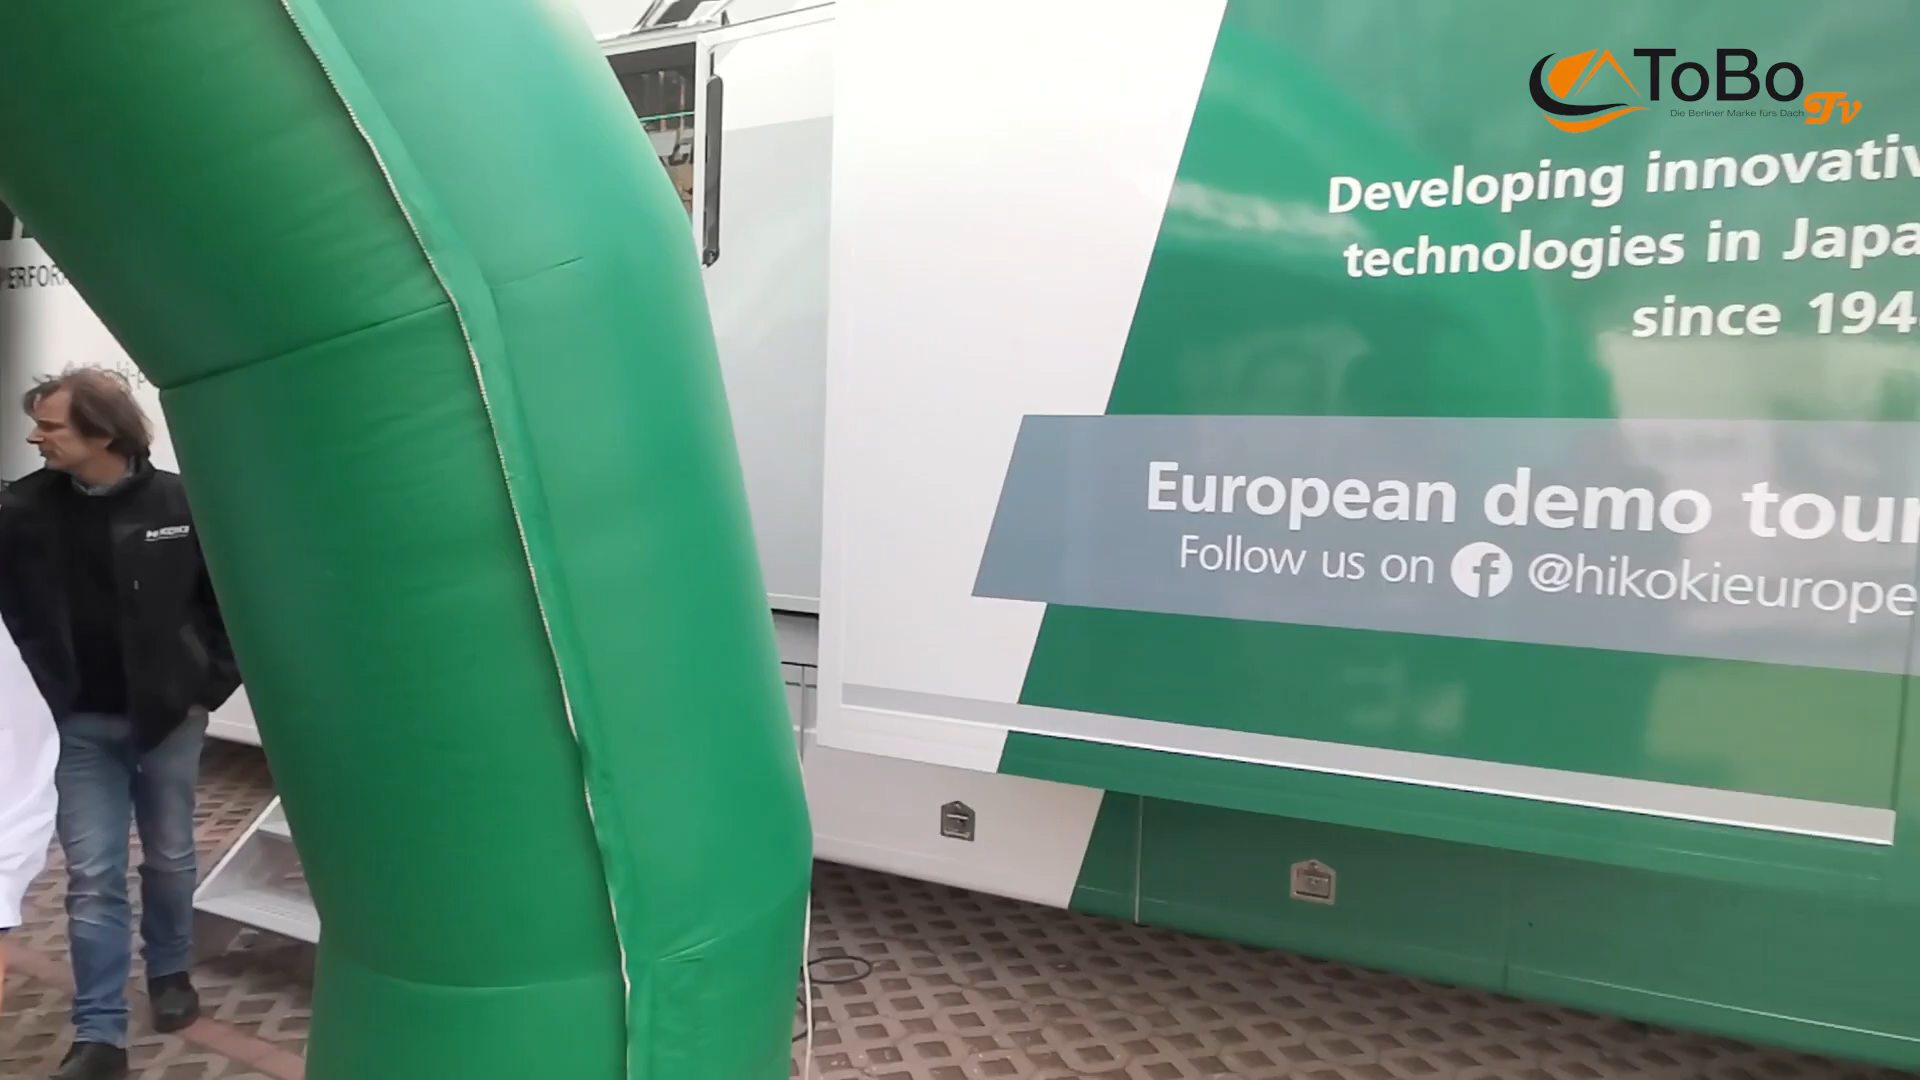 ToBo
Die Berliner Marke fürs Dach
Tv
Developing innovativ
technologies in Japa
since 194
European demo tour
Follow us on @hikokieurope
ERFOR